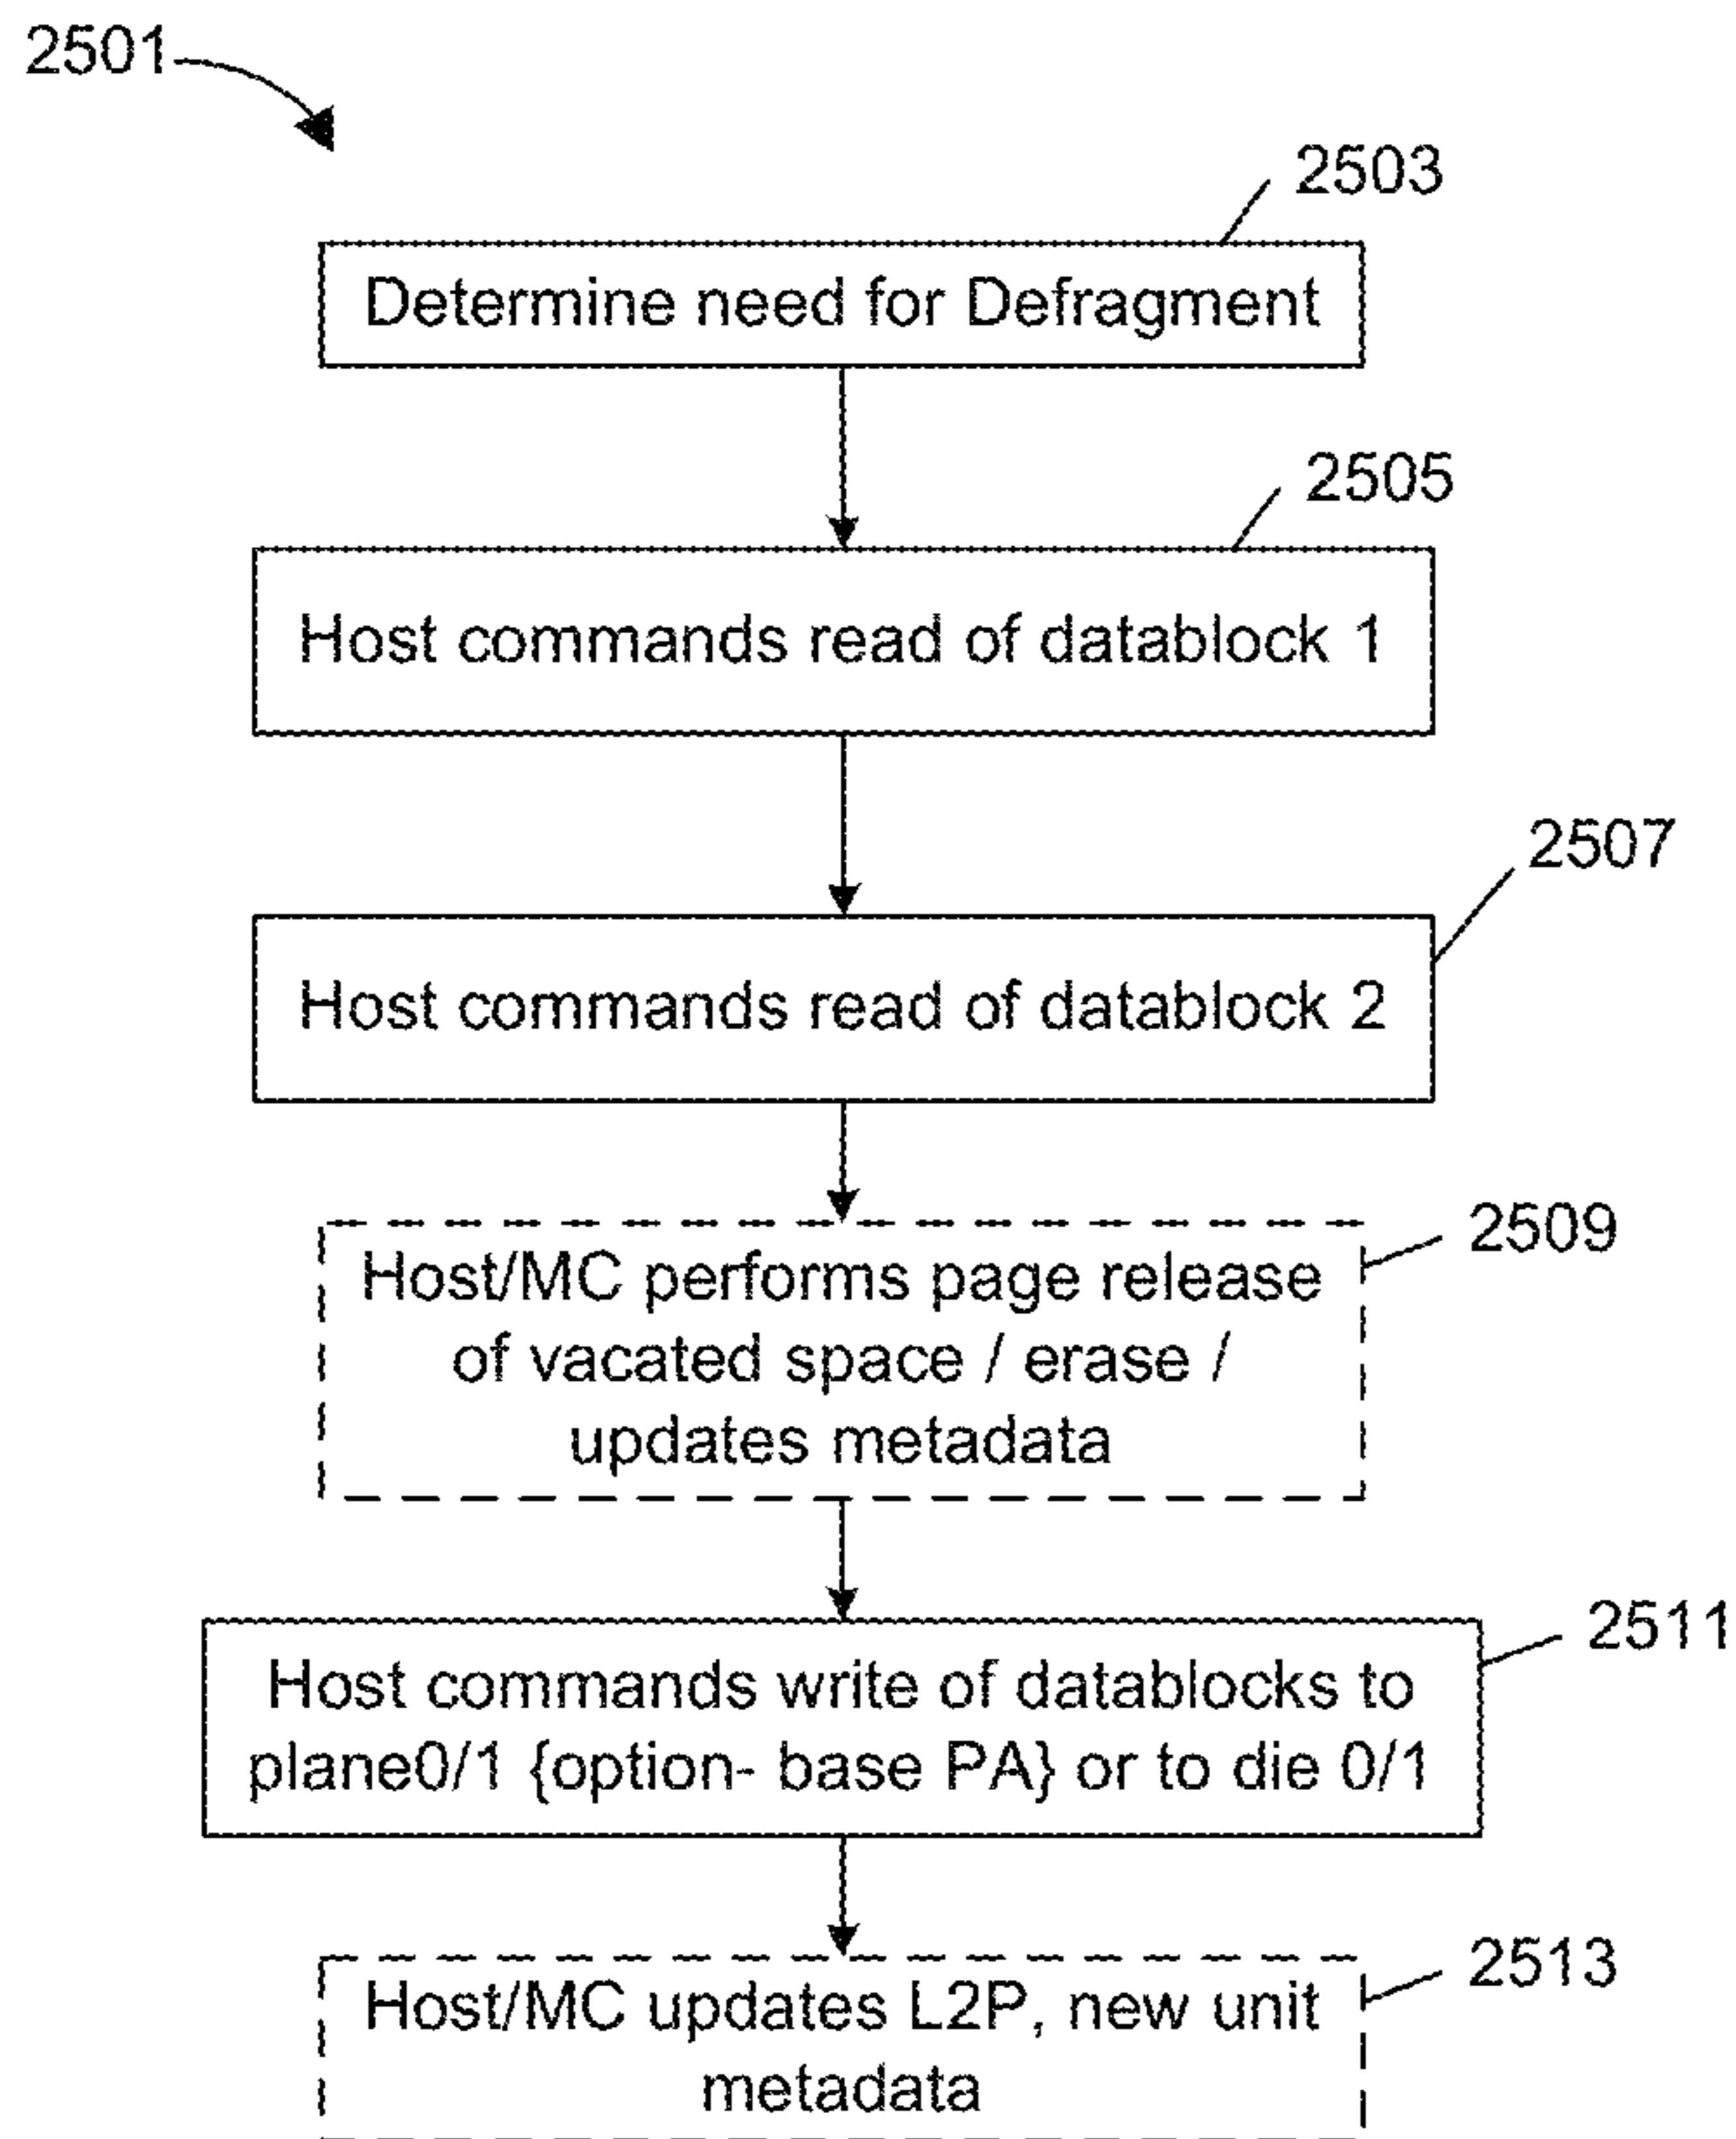 2501
2503
Determine need for Defragment
2505
Host commands read of datablock 1
2507
Host commands read of datablock 2
2509
Host/MC performs page release
of vacated space / erase /
updates metadata
2511
Host commands write of datablocks to
plane0/1 {option- base PA} or to die 0/1
2513
Host/MC updates L2P, new unit
metadata